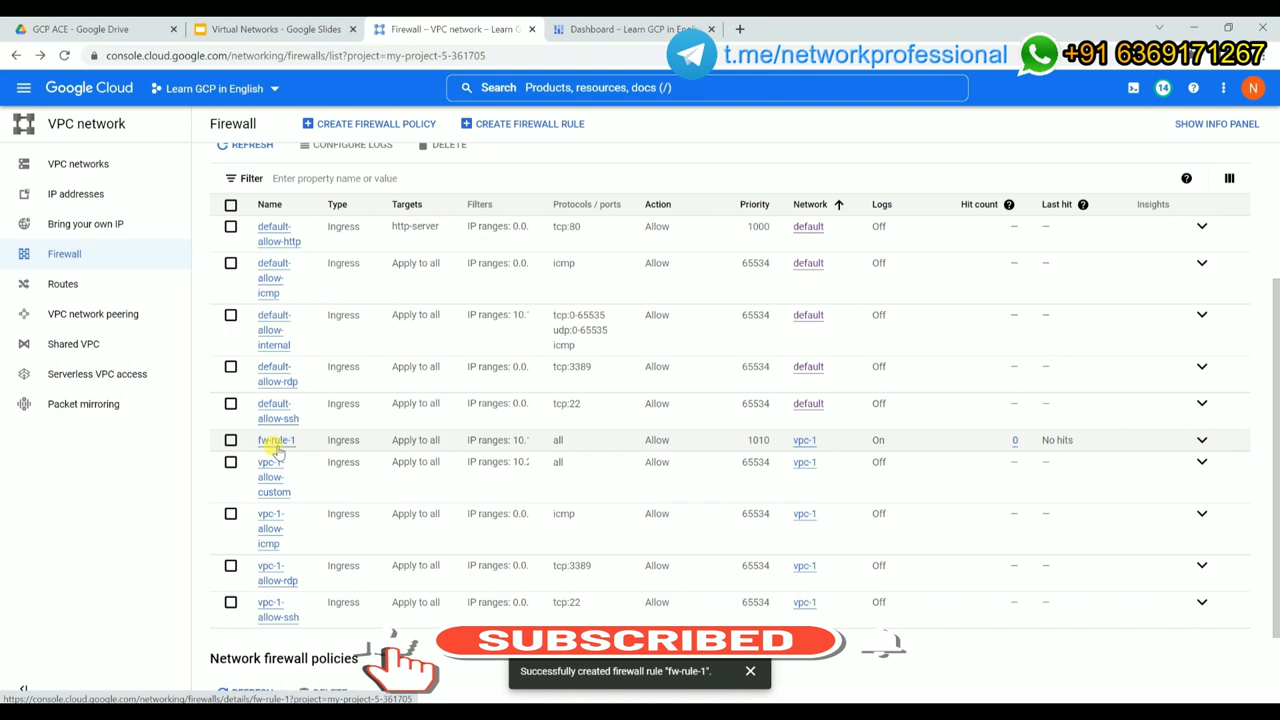 GCP ACE - Google Drive
Virtual Networks - Google Slides
Firewall – VPC network – Learn G
Dashboard – Learn GCP in Engli
console.cloud.google.com/networking/firewalls/list?project=my-project-5-361705
t.me/networkprofessional
+91 6369171267
Google Cloud
Learn GCP in English
Search Products, resources, docs (/)
14
N
VPC network
Firewall
CREATE FIREWALL POLICY
CREATE FIREWALL RULE
SHOW INFO PANEL
REFRESH
CONFIGURE LOGS
DELETE
VPC networks
IP addresses
Bring your own IP
Firewall
Routes
VPC network peering
Shared VPC
Serverless VPC access
Packet mirroring
Filter Enter property name or value
Name Type Targets Filters Protocols / ports Action Priority Network Logs Hit count Last hit Insights
default-allow-http Ingress http-server IP ranges: 0.0. tcp:80 Allow 1000 default Off — —
default-allow-icmp Ingress Apply to all IP ranges: 0.0. icmp Allow 65534 default Off — —
default-allow-internal Ingress Apply to all IP ranges: 10. tcp:0-65535 udp:0-65535 icmp Allow 65534 default Off — —
default-allow-rdp Ingress Apply to all IP ranges: 0.0. tcp:3389 Allow 65534 default Off — —
default-allow-ssh Ingress Apply to all IP ranges: 0.0. tcp:22 Allow 65534 default Off — —
fw-rule-1 Ingress Apply to all IP ranges: 10. all Allow 1010 vpc-1 On 0 No hits
vpc-1-allow-custom Ingress Apply to all IP ranges: 10. all Allow 65534 vpc-1 Off — —
vpc-1-allow-icmp Ingress Apply to all IP ranges: 0.0. icmp Allow 65534 vpc-1 Off — —
vpc-1-allow-rdp Ingress Apply to all IP ranges: 0.0. tcp:3389 Allow 65534 vpc-1 Off — —
vpc-1-allow-ssh Ingress Apply to all IP ranges: 0.0. tcp:22 Allow 65534 vpc-1 Off — —
SUBSCRIBED
Network firewall policies
Successfully created firewall rule "fw-rule-1".
REFRESH
DELETE
https://console.cloud.google.com/networking/firewalls/details/fw-rule-1?project=my-project-5-361705